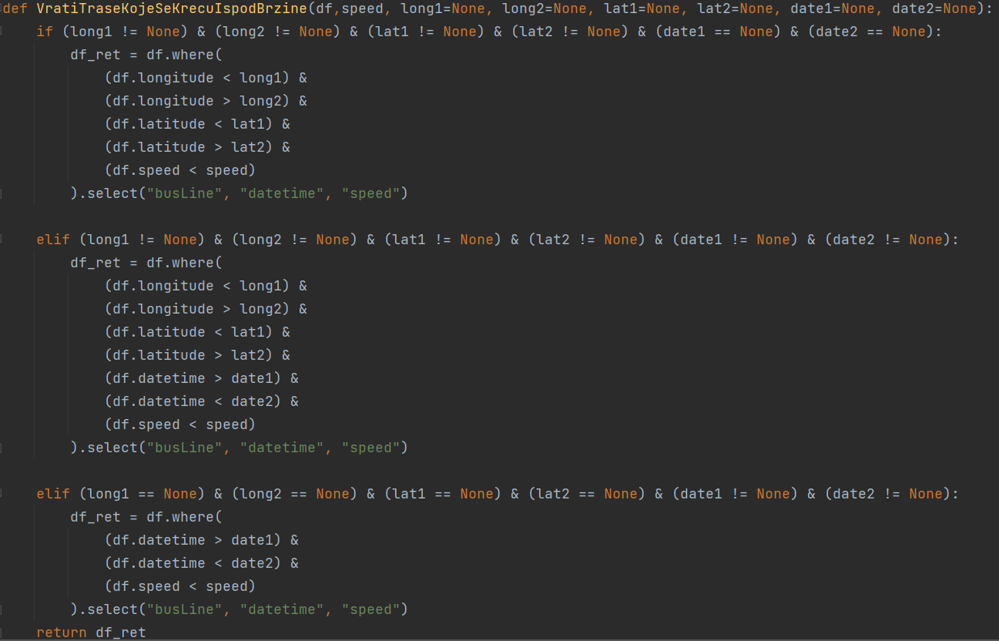 def VratiTraseKojeSeKrecuIspodBrzine(df,speed, long1=None, long2=None, lat1=None, lat2=None, date1=None, date2=None):
    if (long1 != None) & (long2 != None) & (lat1 != None) & (lat2 != None) & (date1 == None) & (date2 == None):
        df_ret = df.where(
            (df.longitude < long1) &
            (df.longitude > long2) &
            (df.latitude < lat1) &
            (df.latitude > lat2) &
            (df.speed < speed)
        ).select("busLine", "datetime", "speed")

    elif (long1 != None) & (long2 != None) & (lat1 != None) & (lat2 != None) & (date1 != None) & (date2 != None):
        df_ret = df.where(
            (df.longitude < long1) &
            (df.longitude > long2) &
            (df.latitude < lat1) &
            (df.latitude > lat2) &
            (df.datetime > date1) &
            (df.datetime < date2) &
            (df.speed < speed)
        ).select("busLine", "datetime", "speed")

    elif (long1 == None) & (long2 == None) & (lat1 == None) & (lat2 == None) & (date1 != None) & (date2 != None):
        df_ret = df.where(
            (df.datetime > date1) &
            (df.datetime < date2) &
            (df.speed < speed)
        ).select("busLine", "datetime", "speed")
    return df_ret